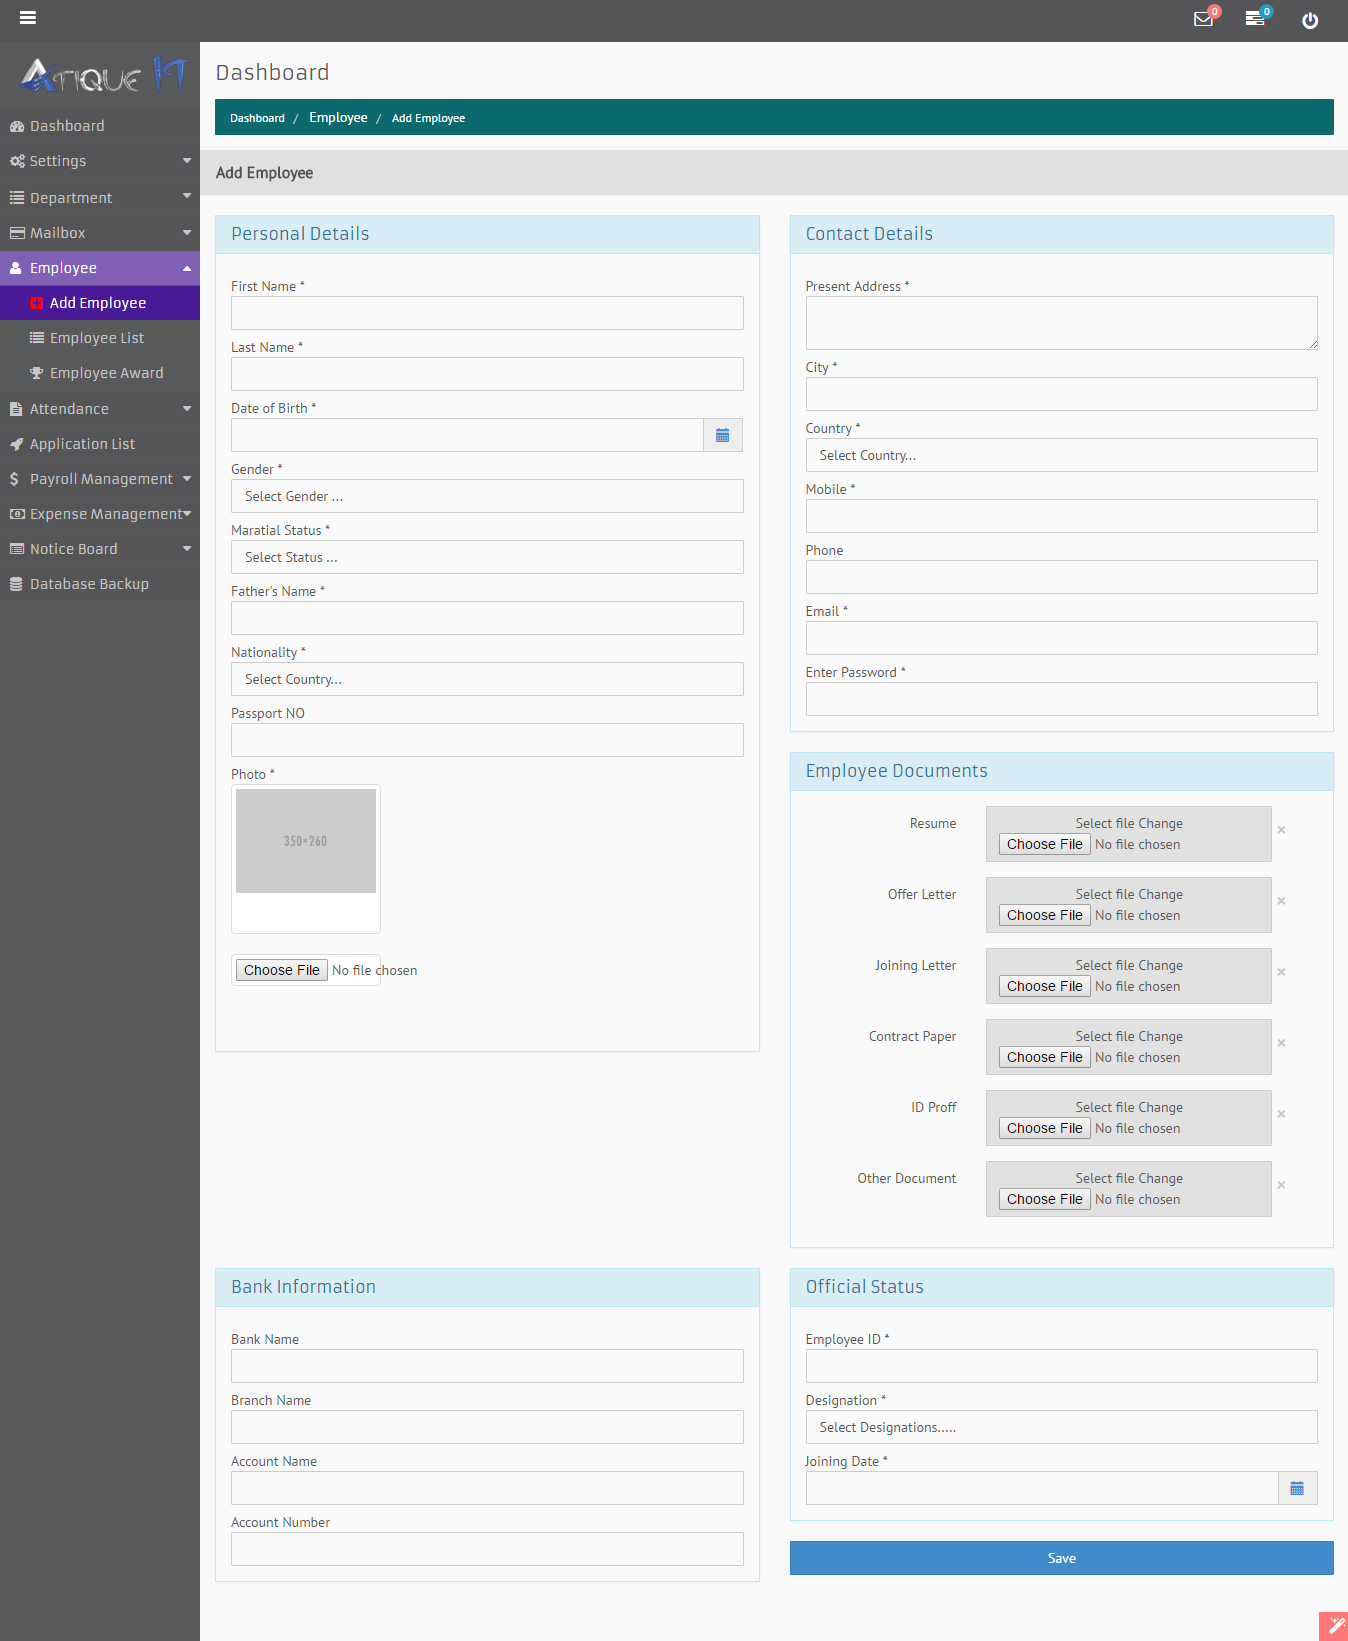 0
0
ATIQUE IT
Dashboard
Settings
Department
Mailbox
Employee
Add Employee
Employee List
Employee Award
Attendance
Application List
Payroll Management
Expense Management
Notice Board
Database Backup
Dashboard
Dashboard / Employee / Add Employee
Add Employee
Personal Details
First Name *
Last Name *
Date of Birth *
Gender *
Select Gender ...
Maratial Status *
Select Status ...
Father's Name *
Nationality *
Select Country...
Passport NO
Photo *
350×260
Choose File No file chosen
Contact Details
Present Address *
City *
Country *
Select Country...
Mobile *
Phone
Email *
Enter Password *
Employee Documents
Resume
Select file Change
Choose File No file chosen
×
Offer Letter
Select file Change
Choose File No file chosen
×
Joining Letter
Select file Change
Choose File No file chosen
×
Contract Paper
Select file Change
Choose File No file chosen
×
ID Proff
Select file Change
Choose File No file chosen
×
Other Document
Select file Change
Choose File No file chosen
×
Bank Information
Bank Name
Branch Name
Account Name
Account Number
Official Status
Employee ID *
Designation *
Select Designations.....
Joining Date *
Save